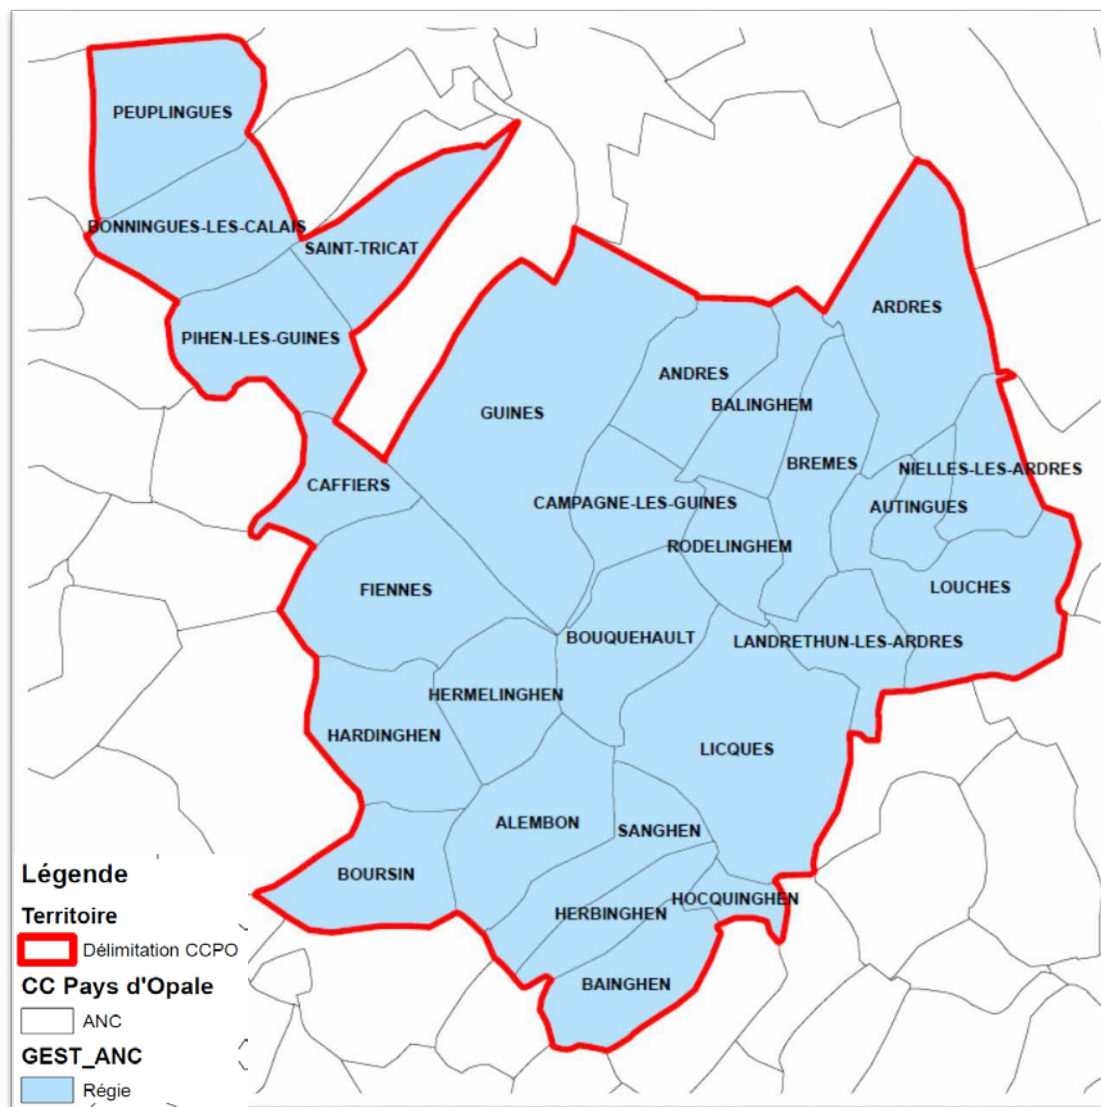 PEUPLINGUES
BONNINGUES-LES-CALAIS
SAINT-TRICAT
ARDRES
PIHEN-LES-GUINES
ANDRES
BALINGHEM
GUINES
BREMES
NIELLES-LES-ARDRES
CAFFIERS
CAMPAGNE-LES-GUINES
AUTINGUES
RODELINGHEM
FIENNES
LOUCHES
BOUQUEHAULT
LANDRETHUN-LES-ARDRES
HERMELINGHEN
HARDINGHEN
LICQUES
ALEMBON
SANGHEN
BOURSIN
HOCQUINGHEN
HERBINGHEN
BAINGHEN
Légende
Territoire
Délimitation CCPO
CC Pays d'Opale
ANC
GEST_ANC
Régie